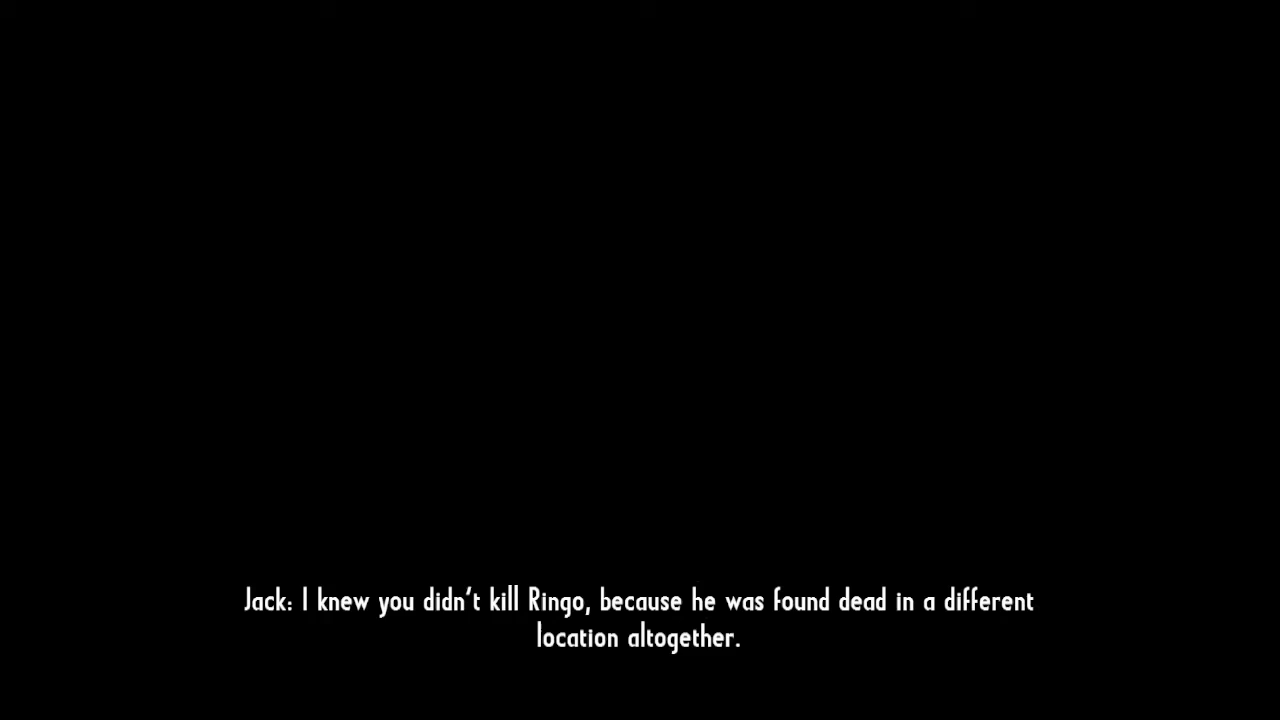 Jack: I knew you didn't kill Ringo, because he was found dead in a different
location altogether.